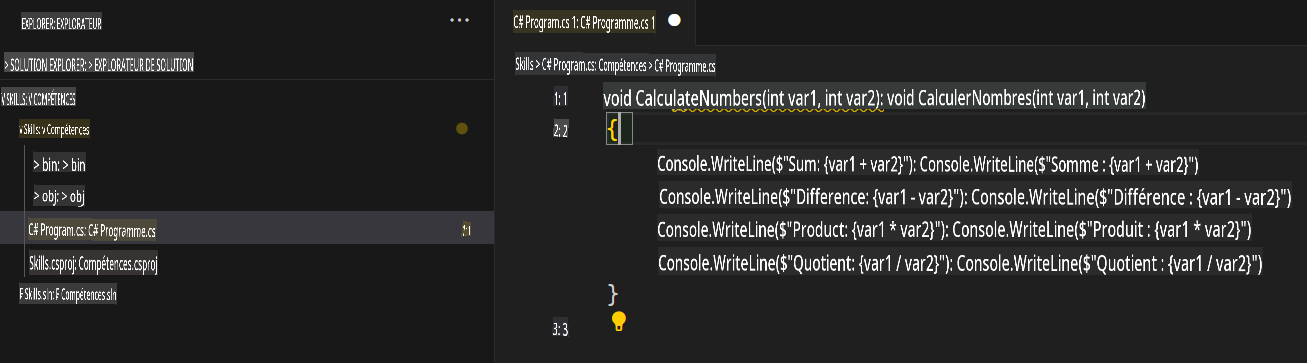 EXPLORER: EXPLORATEUR
> SOLUTION EXPLORER: > EXPLORATEUR DE SOLUTION
V SKILLS: V COMPÉTENCES
v Skills: v Compétences
> bin: > bin
> obj: > obj
C# Program.cs: C# Programme.cs
Skills.csproj: Compétences.csproj
F Skills.sln: F Compétences.sln
C# Program.cs 1: C# Programme.cs 1
Skills > C# Program.cs: Compétences > C# Programme.cs
1: 1 void CalculateNumbers(int var1, int var2): void CalculerNombres(int var1, int var2)
2: 2 {
Console.WriteLine($"Sum: {var1 + var2}"): Console.WriteLine($"Somme : {var1 + var2}")
Console.WriteLine($"Difference: {var1 - var2}"): Console.WriteLine($"Différence : {var1 - var2}")
Console.WriteLine($"Product: {var1 * var2}"): Console.WriteLine($"Produit : {var1 * var2}")
Console.WriteLine($"Quotient: {var1 / var2}"): Console.WriteLine($"Quotient : {var1 / var2}")
}
3: 3